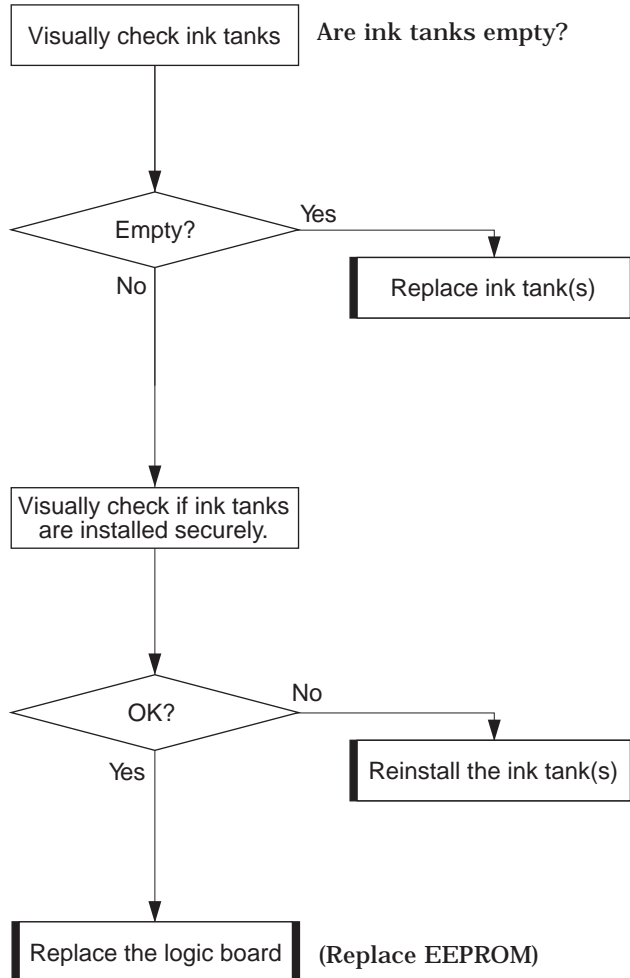 Visually check ink tanks
Are ink tanks empty?
Empty?
Yes
Replace ink tank(s)
No
Visually check if ink tanks
are installed securely.
OK?
No
Reinstall the ink tank(s)
Yes
Replace the logic board
(Replace EEPROM)